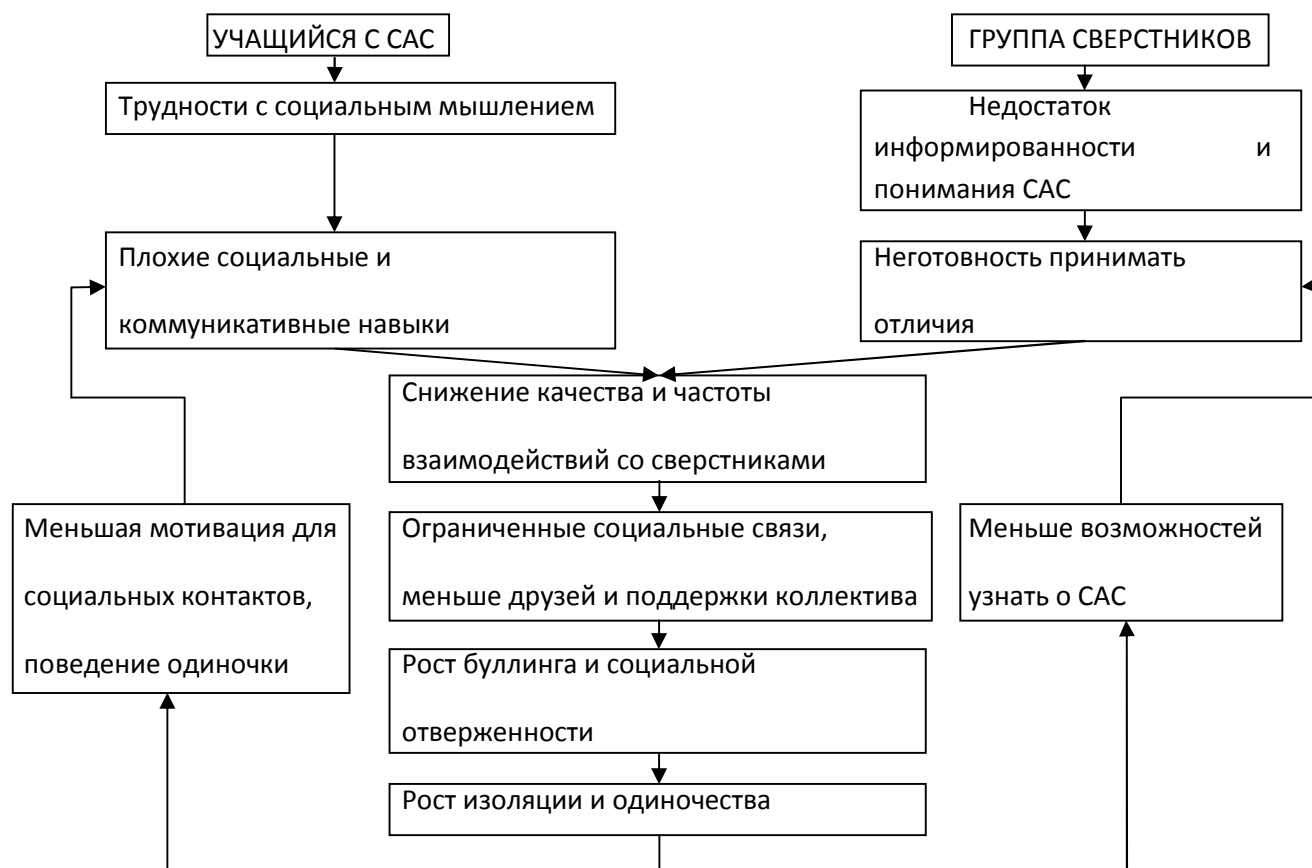 УЧАЩИЙСЯ С САС
ГРУППА СВЕРСТНИКОВ
Трудности с социальным мышлением
Недостаток
информированности и
понимания САС
Плохие социальные и
коммуникативные навыки
Неготовность принимать
отличия
Снижение качества и частоты
взаимодействий со сверстниками
Меньшая мотивация для
социальных контактов,
поведение одиночки
Ограниченные социальные связи,
меньше друзей и поддержки коллектива
Меньше возможностей
узнать о САС
Рост буллинга и социальной
отверженности
Рост изоляции и одиночества